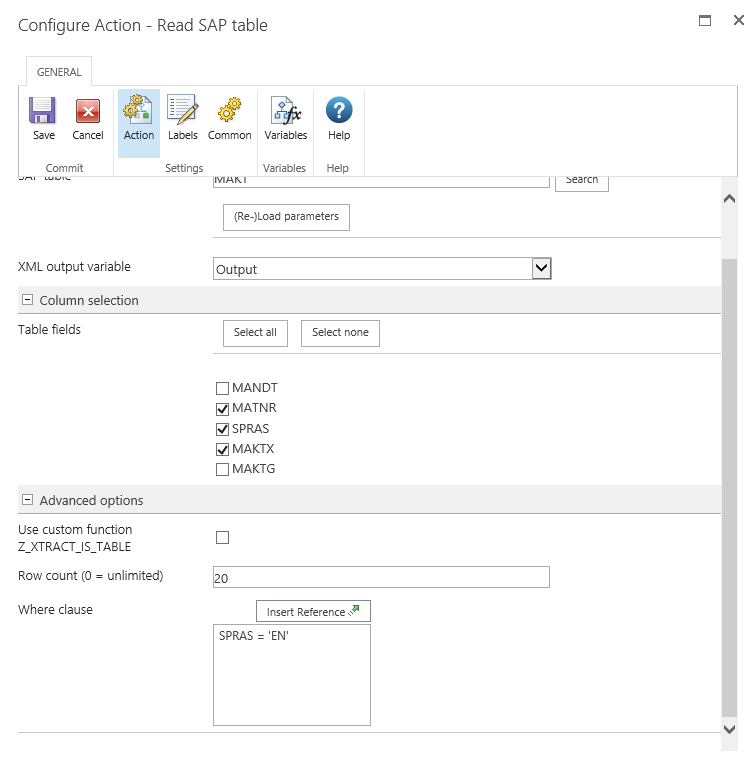 Configure Action - Read SAP table
GENERAL
Save
Cancel
Action
Labels
Common
Variables
Help
Commit
Settings
Variables
Help
SAP table
MAKT
Search
(Re-)Load parameters
XML output variable
Output
Column selection
Table fields
Select all
Select none
MANDT
MATNR
SPRAS
MAKTX
MAKTG
Advanced options
Use custom function
Z_XTRACT_IS_TABLE
Row count (0 = unlimited)
20
Where clause
Insert Reference
SPRAS = 'EN'